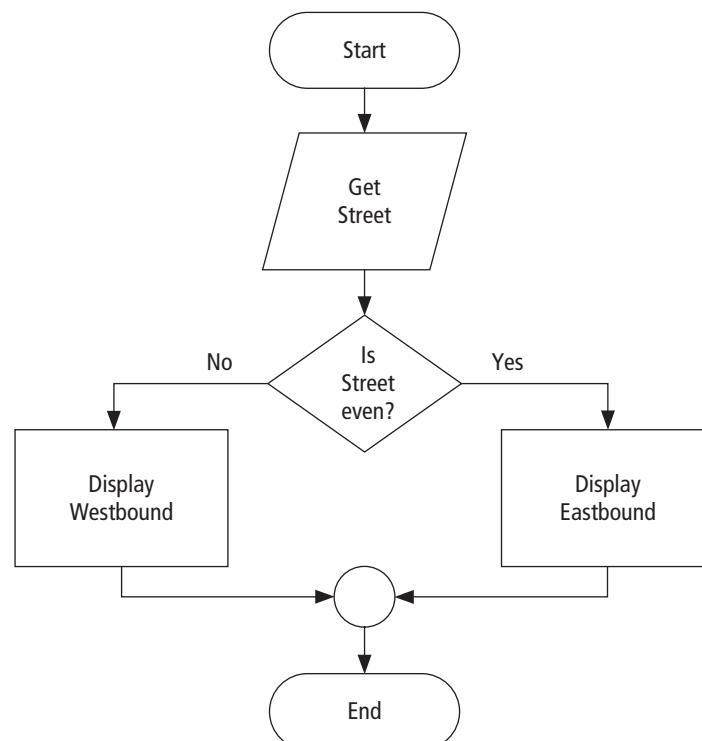 Start
Get
Street
Is
Street
even?
No
Yes
Display
Westbound
Display
Eastbound
End